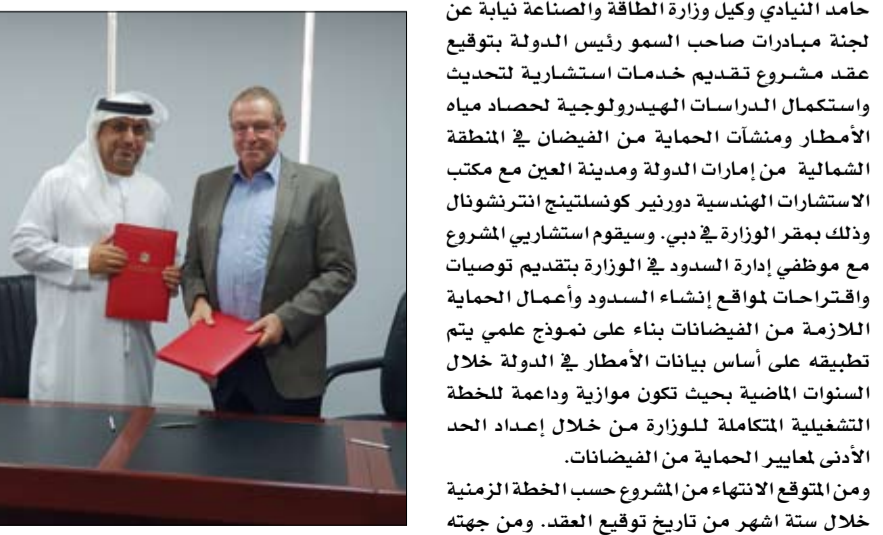 حامد النيادي وكيل وزارة الطاقة والصناعة نيابة عن
لجنة مبادرات صاحب السمو رئيس الدولة بتوقيع
عقد مشروع تقديم خدمات استشارية لتحديث
واستكمال الدراسات الهيدرولوجية لحصاد مياه
الأمطار ومنشآت الحماية من الفيضان في المنطقة
الشمالية من إمارات الدولة ومدينة العين مع مكتب
الاستشارات الهندسية دورنير كونسلتينج انترنشونال
وذلك بمقر الوزارة في دبي. وسيقوم استشاريي المشروع
مع موظفي إدارة السدود في الوزارة بتقديم توصيات
واقتراحات لمواقع إنشاء السدود وأعمال الحماية
اللازمة من الفيضانات بناء على نموذج علمي يتم
تطبيقه على أساس بيانات الأمطار في الدولة خلال
السنوات الماضية بحيث تكون موازية وداعمة للخطة
التشغيلية المتكاملة للوزارة من خلال إعداد الحد
الأدنى لمعايير الحماية من الفيضانات.
ومن المتوقع الانتهاء من المشروع حسب الخطة الزمنية
خلال ستة اشهر من تاريخ توقيع العقد. ومن جهته